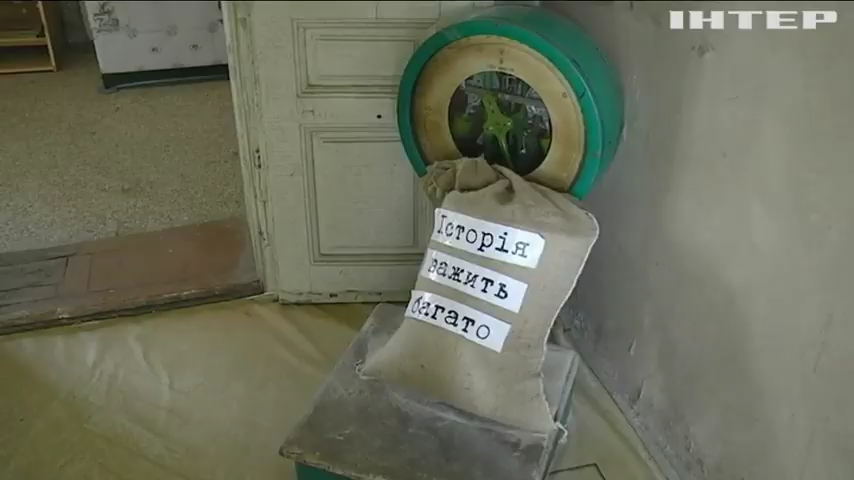 ІНТЕР
Історія
важить
багато